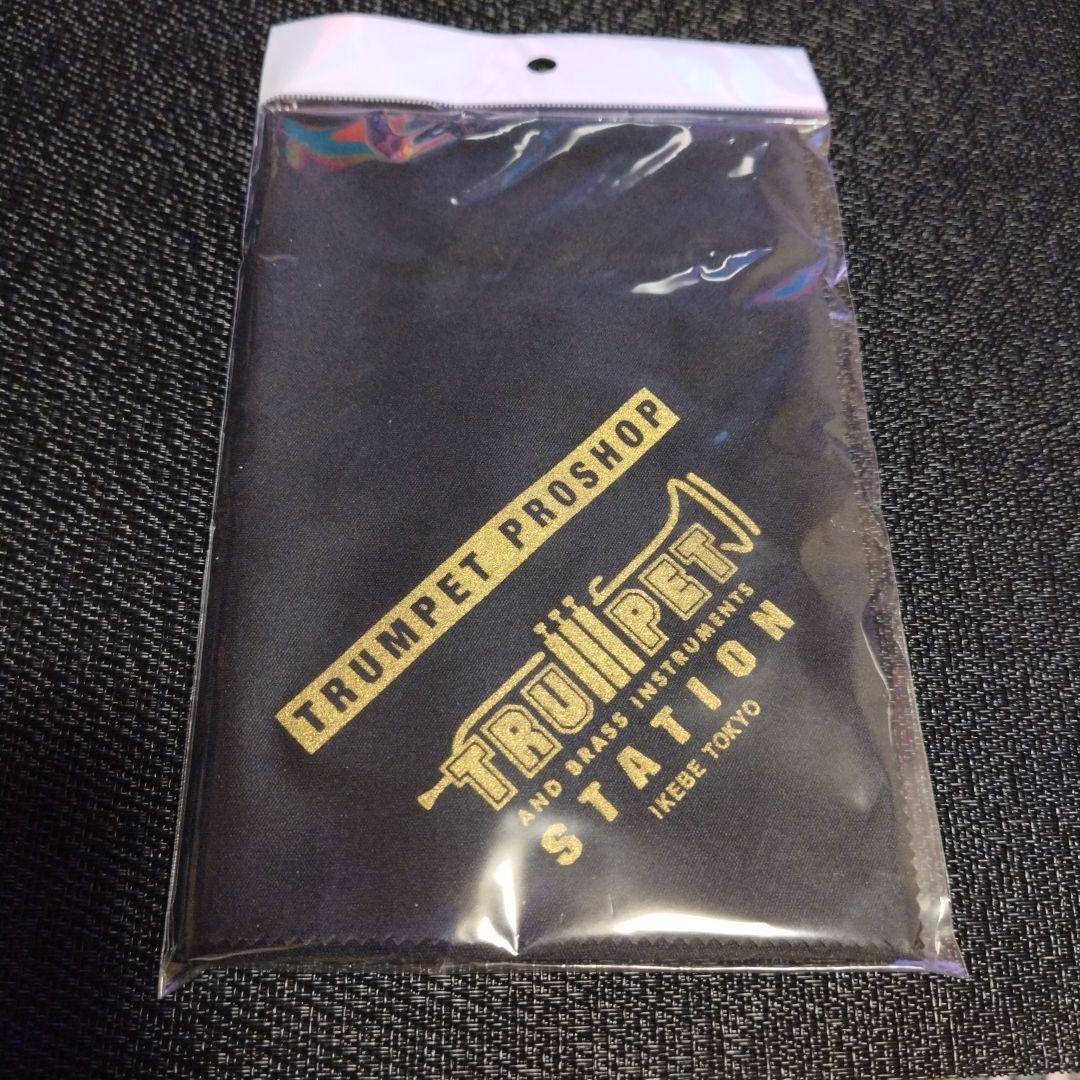 TRUMPET PROSHOP
TRUMPET
AND BRASS INSTRUMENTS
STATION
IKEBE TOKYO